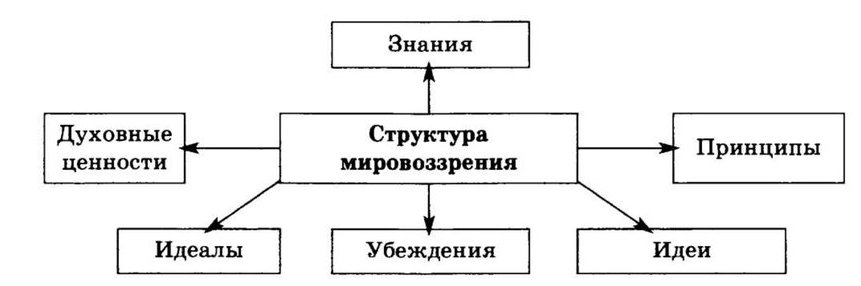 Знания
Духовные
ценности
Структура
мировоззрения
Принципы
Идеалы
Убеждения
Идеи